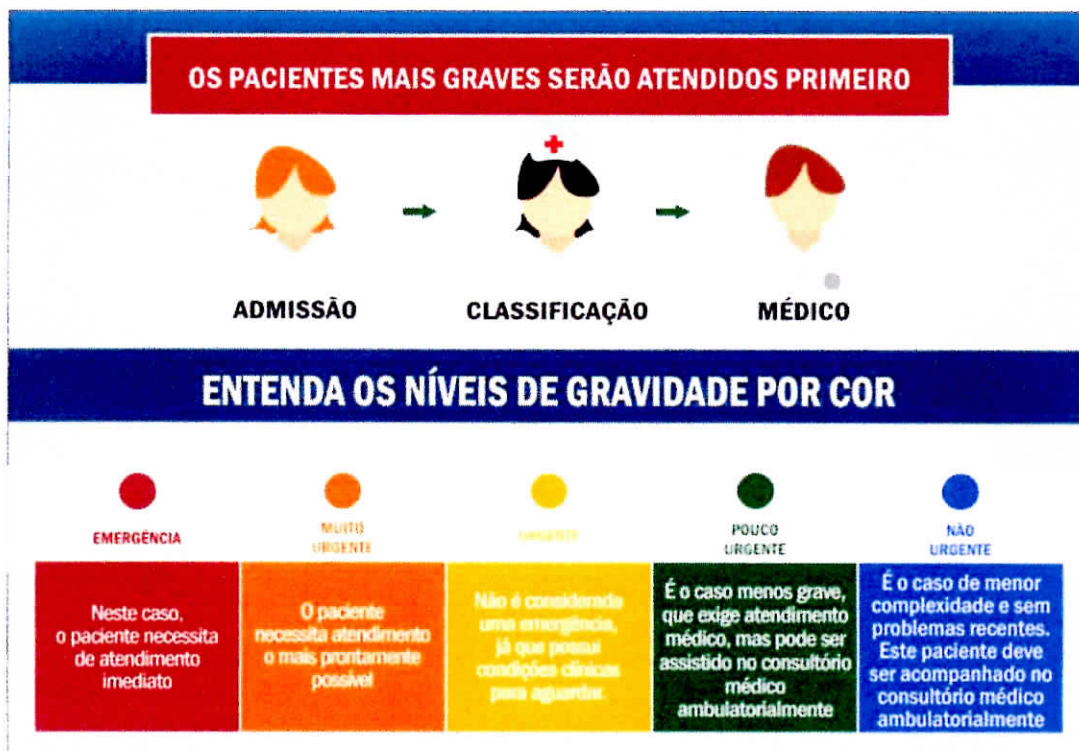 OS PACIENTES MAIS GRAVES SERÃO ATENDIDOS PRIMEIRO
ADMISSÃO
CLASSIFICAÇÃO
MÉDICO
ENTENDA OS NÍVEIS DE GRAVIDADE POR COR
EMERGÊNCIA
Neste caso,
o paciente necessita
de atendimento
imediato
MUITO
URGENTE
O paciente
necessita atendimento
o mais prontamente
possível
URGENTE
Não é considerada
uma emergência,
já que possui
condições clínicas
para aguardar.
POUCO
URGENTE
É o caso menos grave,
que exige atendimento
médico, mas pode ser
assistido no consultório
médico
ambulatorialmente
NÃO
URGENTE
É o caso de menor
complexidade e sem
problemas recentes.
Este paciente deve
ser acompanhado no
consultório médico
ambulatorialmente